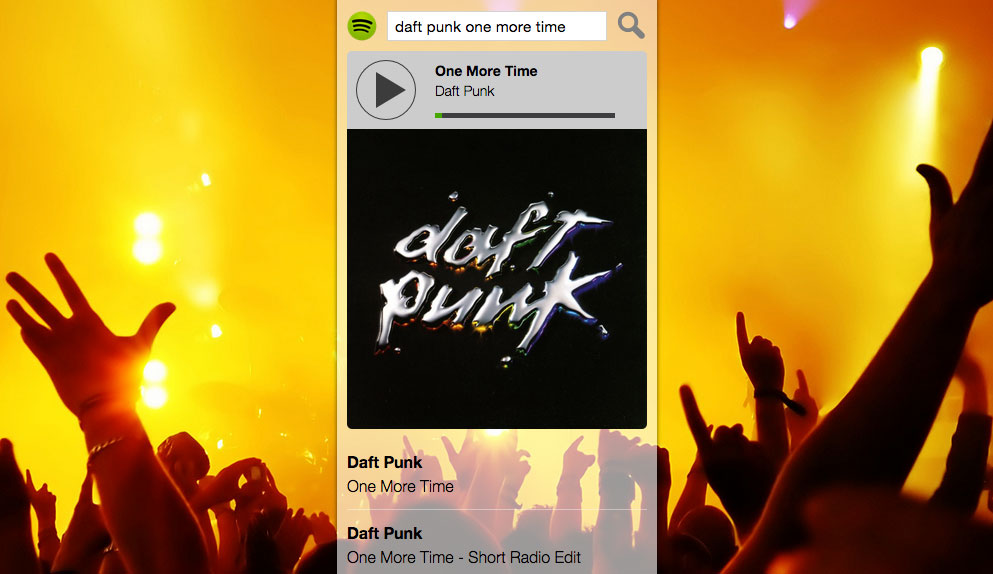 daft punk one more time
One More Time
Daft Punk
daft
punk
Daft Punk
One More Time
Daft Punk
One More Time - Short Radio Edit